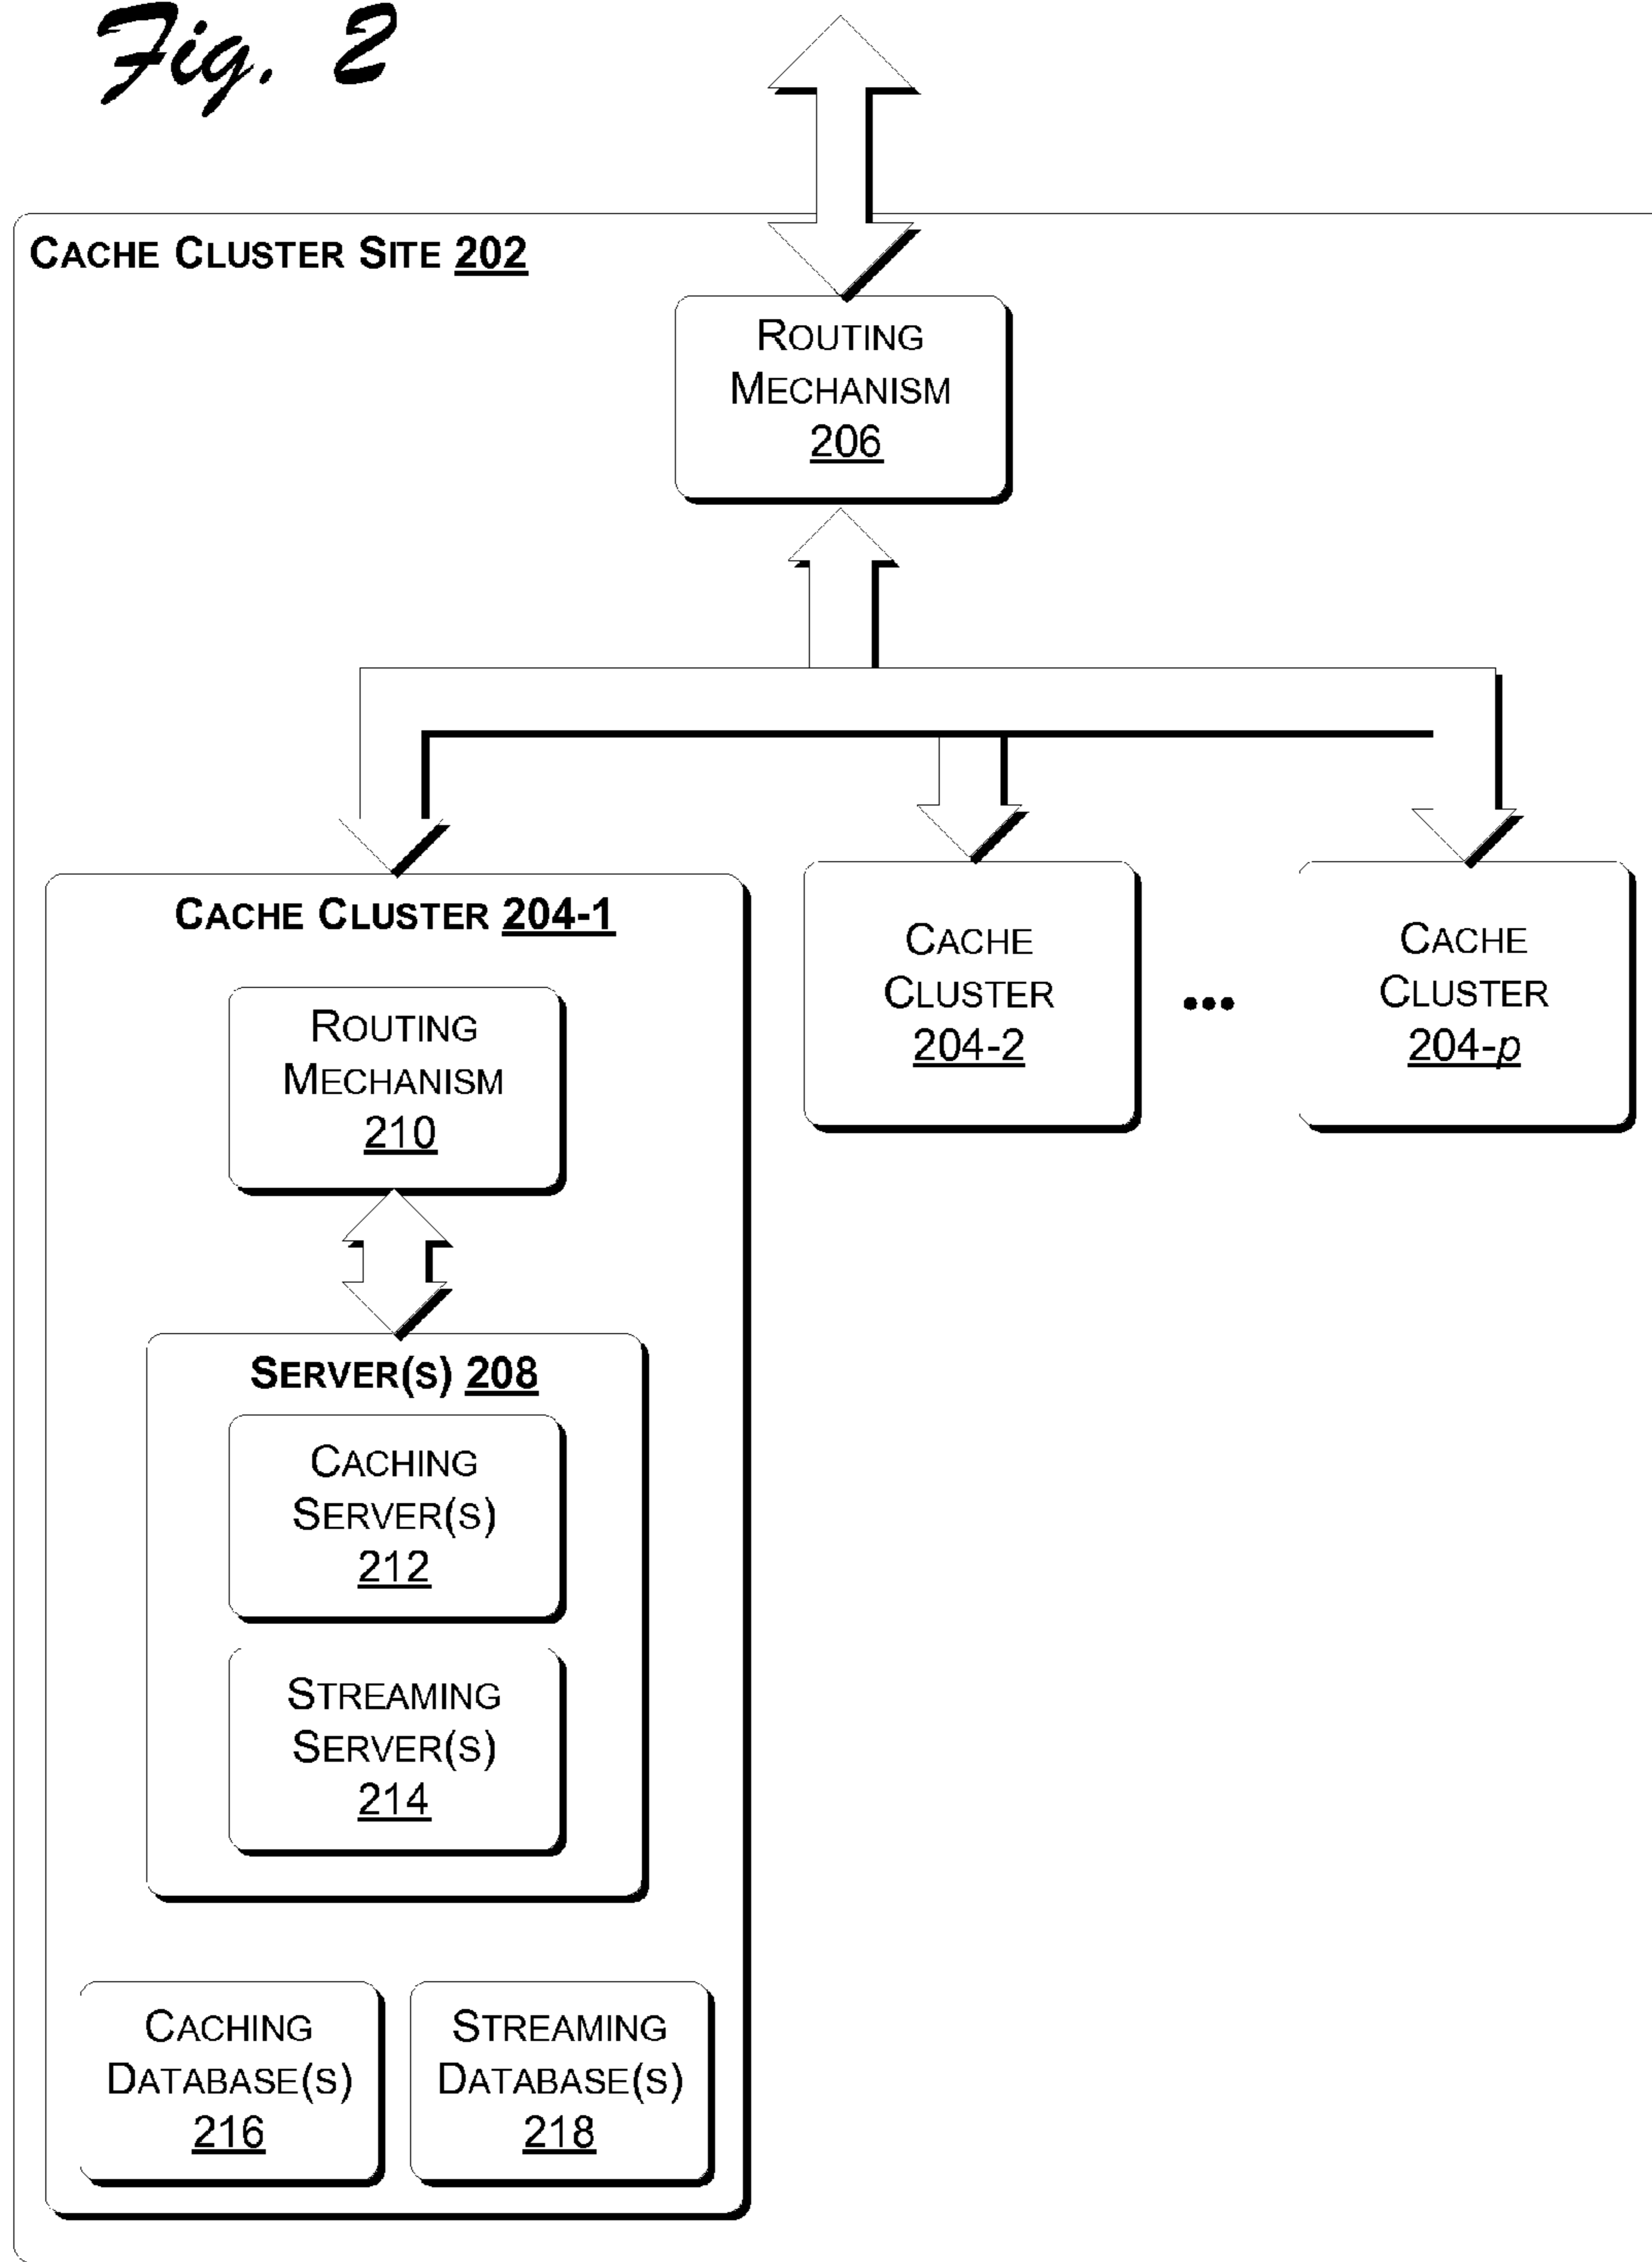 Fig. 2
CACHE CLUSTER SITE 202
ROUTING
MECHANISM
206
CACHE CLUSTER 204-1
ROUTING
MECHANISM
210
SERVER(S) 208
CACHING
SERVER(S)
212
STREAMING
SERVER(S)
214
CACHING
DATABASE(S)
216
STREAMING
DATABASE(S)
218
CACHE
CLUSTER
204-2
•••
CACHE
CLUSTER
204-p